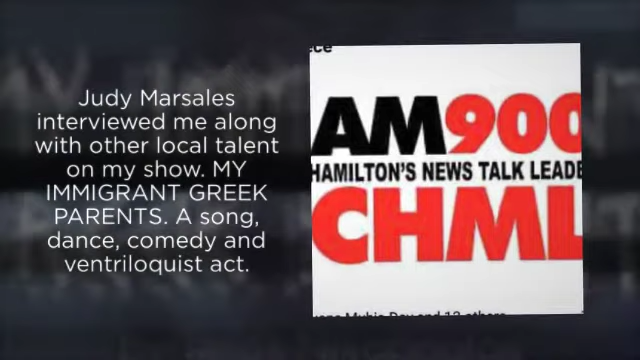 Judy Marsales
interviewed me along
with other local talent
on my show. MY
IMMIGRANT GREEK
PARENTS. A song,
dance, comedy and
ventriloquist act.
AM900
HAMILTON'S NEWS TALK LEADE
CHML